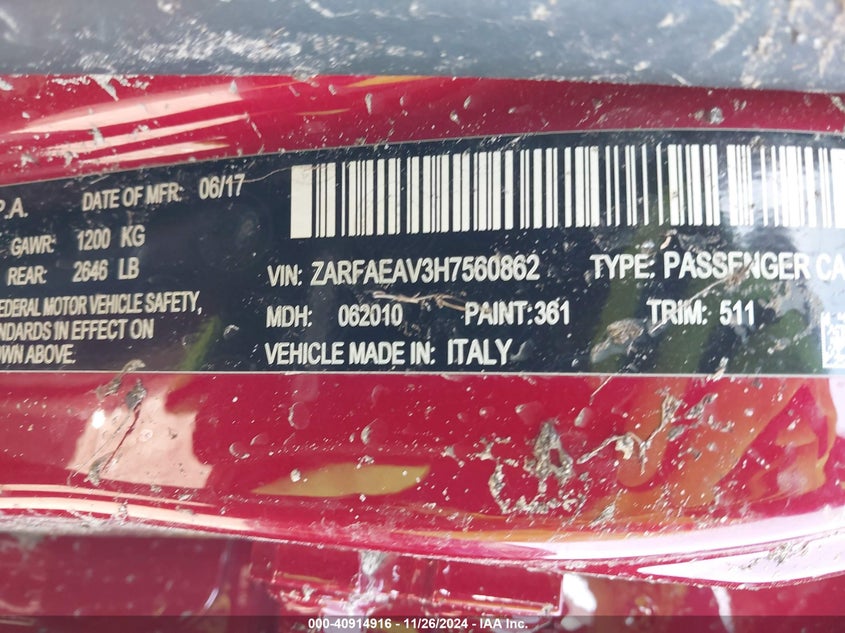 P.A. DATE OF MFR: 06/17
GAWR: 1200 KG
REAR: 2646 LB
VIN: ZARFAEAV3H7560862 TYPE: PASSENGER CA
FEDERAL MOTOR VEHICLE SAFETY,
MDH: 062010 PAINT:361 TRIM: 511
ANDARDS IN EFFECT ON
VEHICLE MADE IN: ITALY
OWN ABOVE.
000-40914916 - 11/26/2024 - IAA Inc.